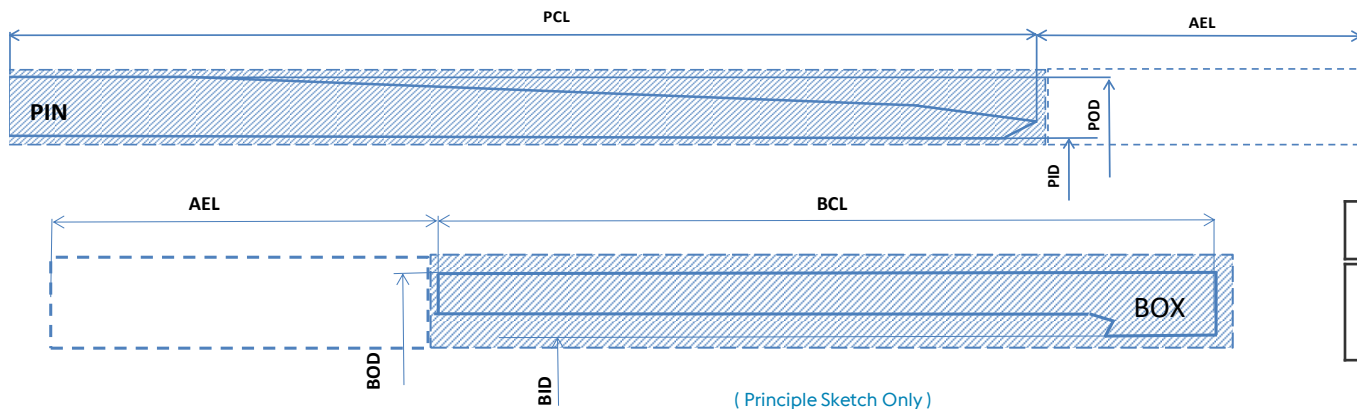 PCL
AEL
PIN
POD
PID
AEL
BCL
BOX
BOD
BID
( Principle Sketch Only )